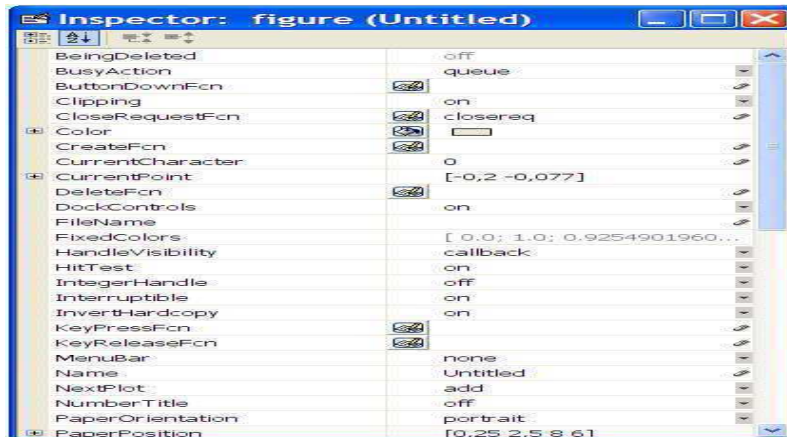 Inspector: figure (Untitled)
BeingDeleted off
BusyAction queue
ButtonDownFcn
Clipping on
CloseRequestFcn closereq
Color
CreateFcn
CurrentCharacter 0
CurrentPoint [-0,2 -0,077]
DeleteFcn
DockControls on
FileName
FixedColors [ 0.0; 1.0; 0.9254901960...
HandleVisibility callback
HitTest on
IntegerHandle off
Interruptible on
InvertHardcopy on
KeyPressFcn
KeyReleaseFcn
MenuBar none
Name Untitled
NextPlot add
NumberTitle off
PaperOrientation portrait
PaperPosition [0,25 2,5 8 6]